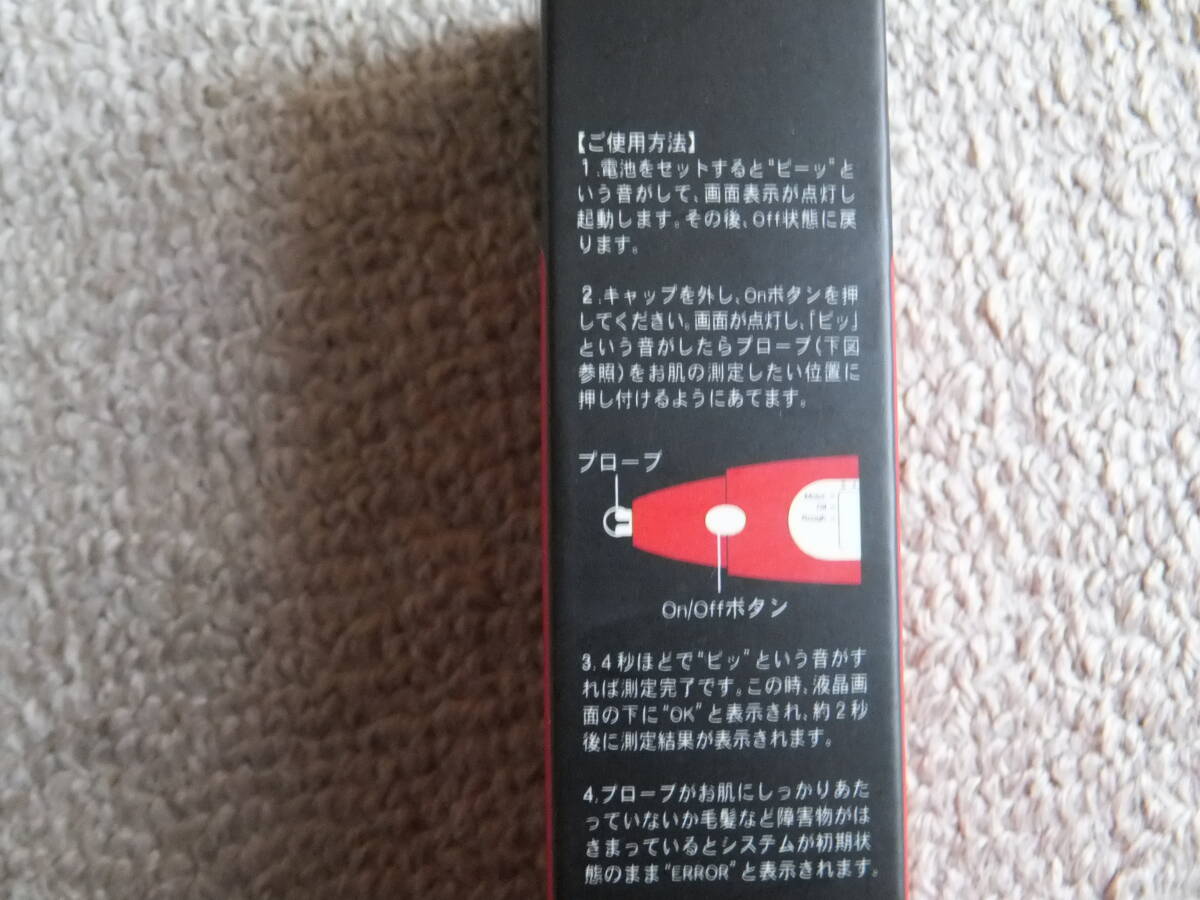 【ご使用方法】
1.電池をセットすると"ピーッ"と
いう音がして、画面表示が点灯し
起動します。その後、Off状態に戻
ります。
2.キャップを外し、Onボタンを押
してください。画面が点灯し、「ピッ」
という音がしたらプローブ(下図
参照)をお肌の測定したい位置に
押し付けるようにあてます。
プローブ
On/Offボタン
3.4秒ほどで"ピッ"という音がす
れば測定完了です。この時、液晶画
面の下に"OK"と表示され、約2秒
後に測定結果が表示されます。
4.プローブがお肌にしっかりあた
っていないか毛髪など障害物がは
さまっているとシステムが初期状
態のまま"ERROR"と表示されます。